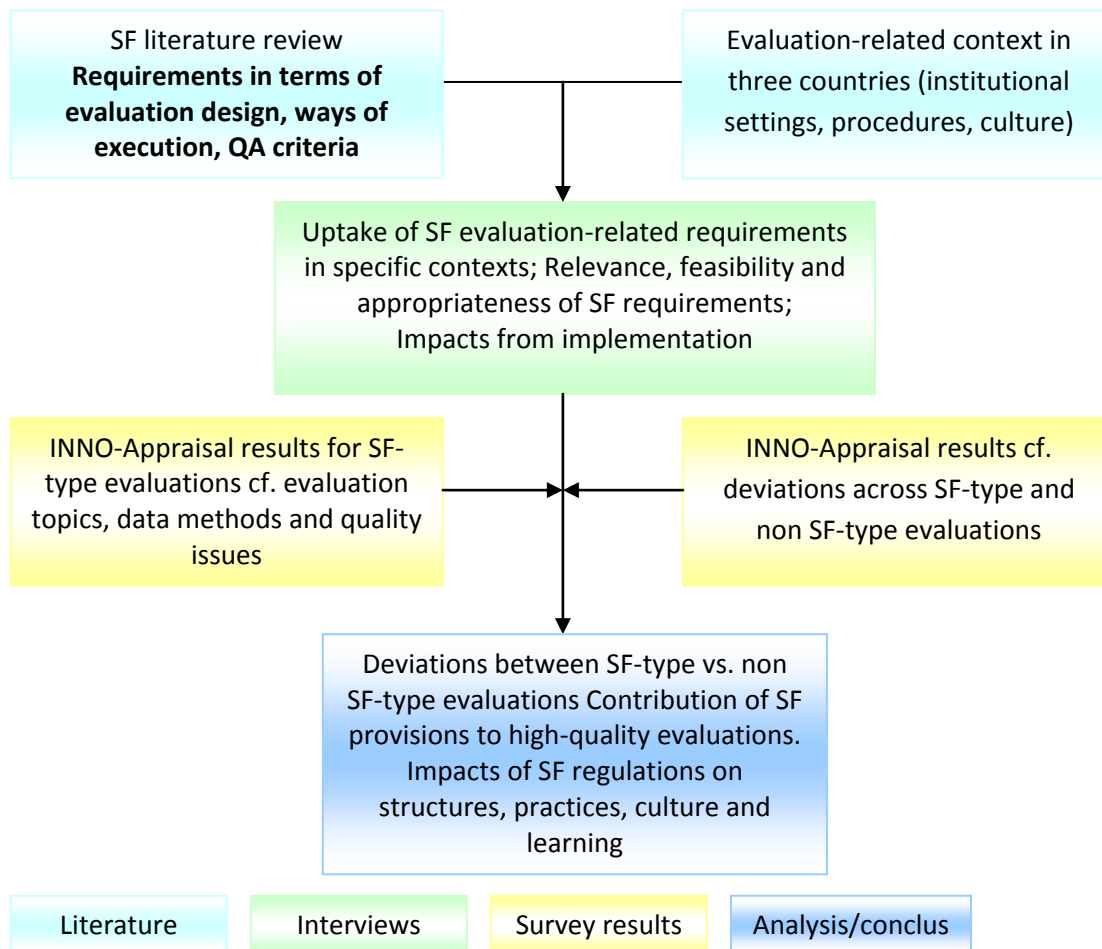 SF literature review
Requirements in terms of
evaluation design, ways of
execution, QA criteria
Evaluation-related context in
three countries (institutional
settings, procedures, culture)
Uptake of SF evaluation-related requirements
in specific contexts; Relevance, feasibility and
appropriateness of SF requirements;
Impacts from implementation
INNO-Appraisal results for SF-
type evaluations cf. evaluation
topics, data methods and quality
issues
INNO-Appraisal results cf.
deviations across SF-type and
non SF-type evaluations
Deviations between SF-type vs. non
SF-type evaluations Contribution of SF
provisions to high-quality evaluations.
Impacts of SF regulations on
structures, practices, culture and
learning
Literature
Interviews
Survey results
Analysis/conclus